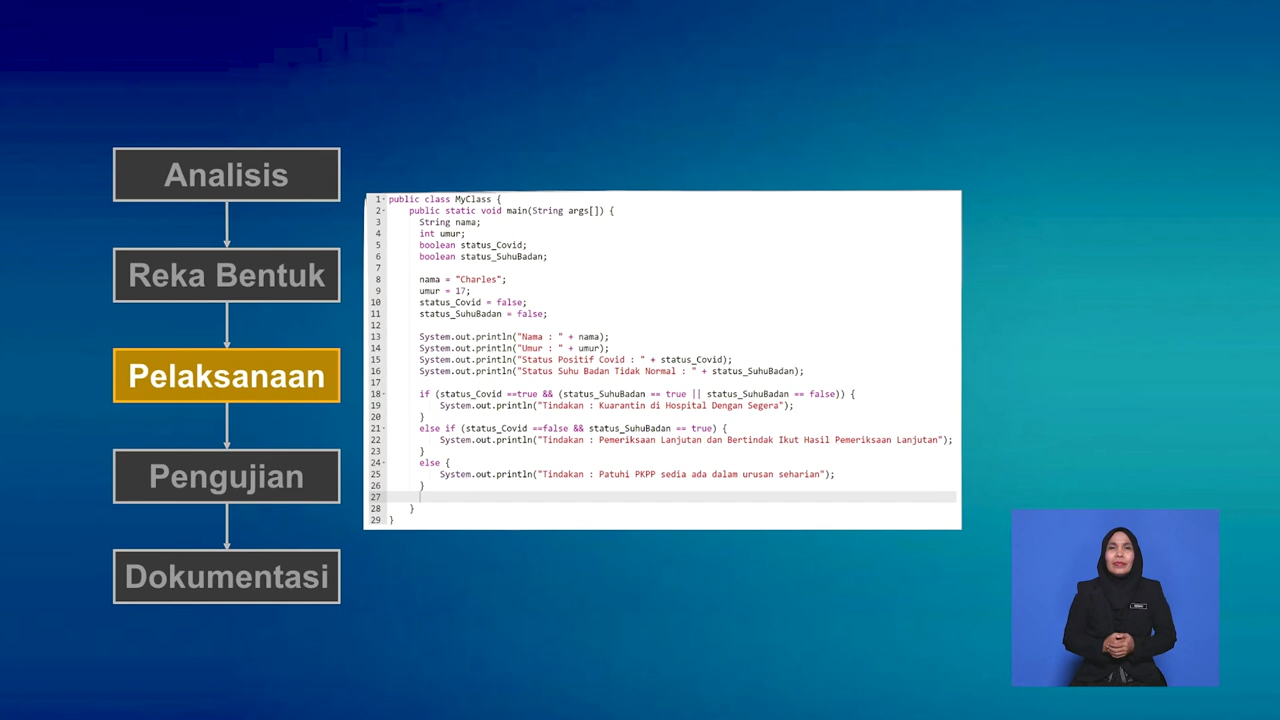 Analisis
Reka Bentuk
Pelaksanaan
Pengujian
Dokumentasi
1 public class MyClass {
2 public static void main(String args[]) {
3 String nama;
4 int umur;
5 boolean status_Covid;
6 boolean status_SuhuBadan;
7
8 nama = "Charles";
9 umur = 17;
10 status_Covid = false;
11 status_SuhuBadan = false;
12
13 System.out.println("Nama : " + nama);
14 System.out.println("Umur : " + umur);
15 System.out.println("Status Positif Covid : " + status_Covid);
16 System.out.println("Status Suhu Badan Tidak Normal : " + status_SuhuBadan);
17
18 if (status_Covid ==true && (status_SuhuBadan == true || status_SuhuBadan == false)) {
19 System.out.println("Tindakan : Kuarantin di Hospital Dengan Segera");
20 }
21 else if (status_Covid ==false && status_SuhuBadan == true) {
22 System.out.println("Tindakan : Pemeriksaan Lanjutan dan Bertindak Ikut Hasil Pemeriksaan Lanjutan");
23 }
24 else {
25 System.out.println("Tindakan : Patuhi PKPP sedia ada dalam urusan seharian");
26 }
27
28 }
29 }